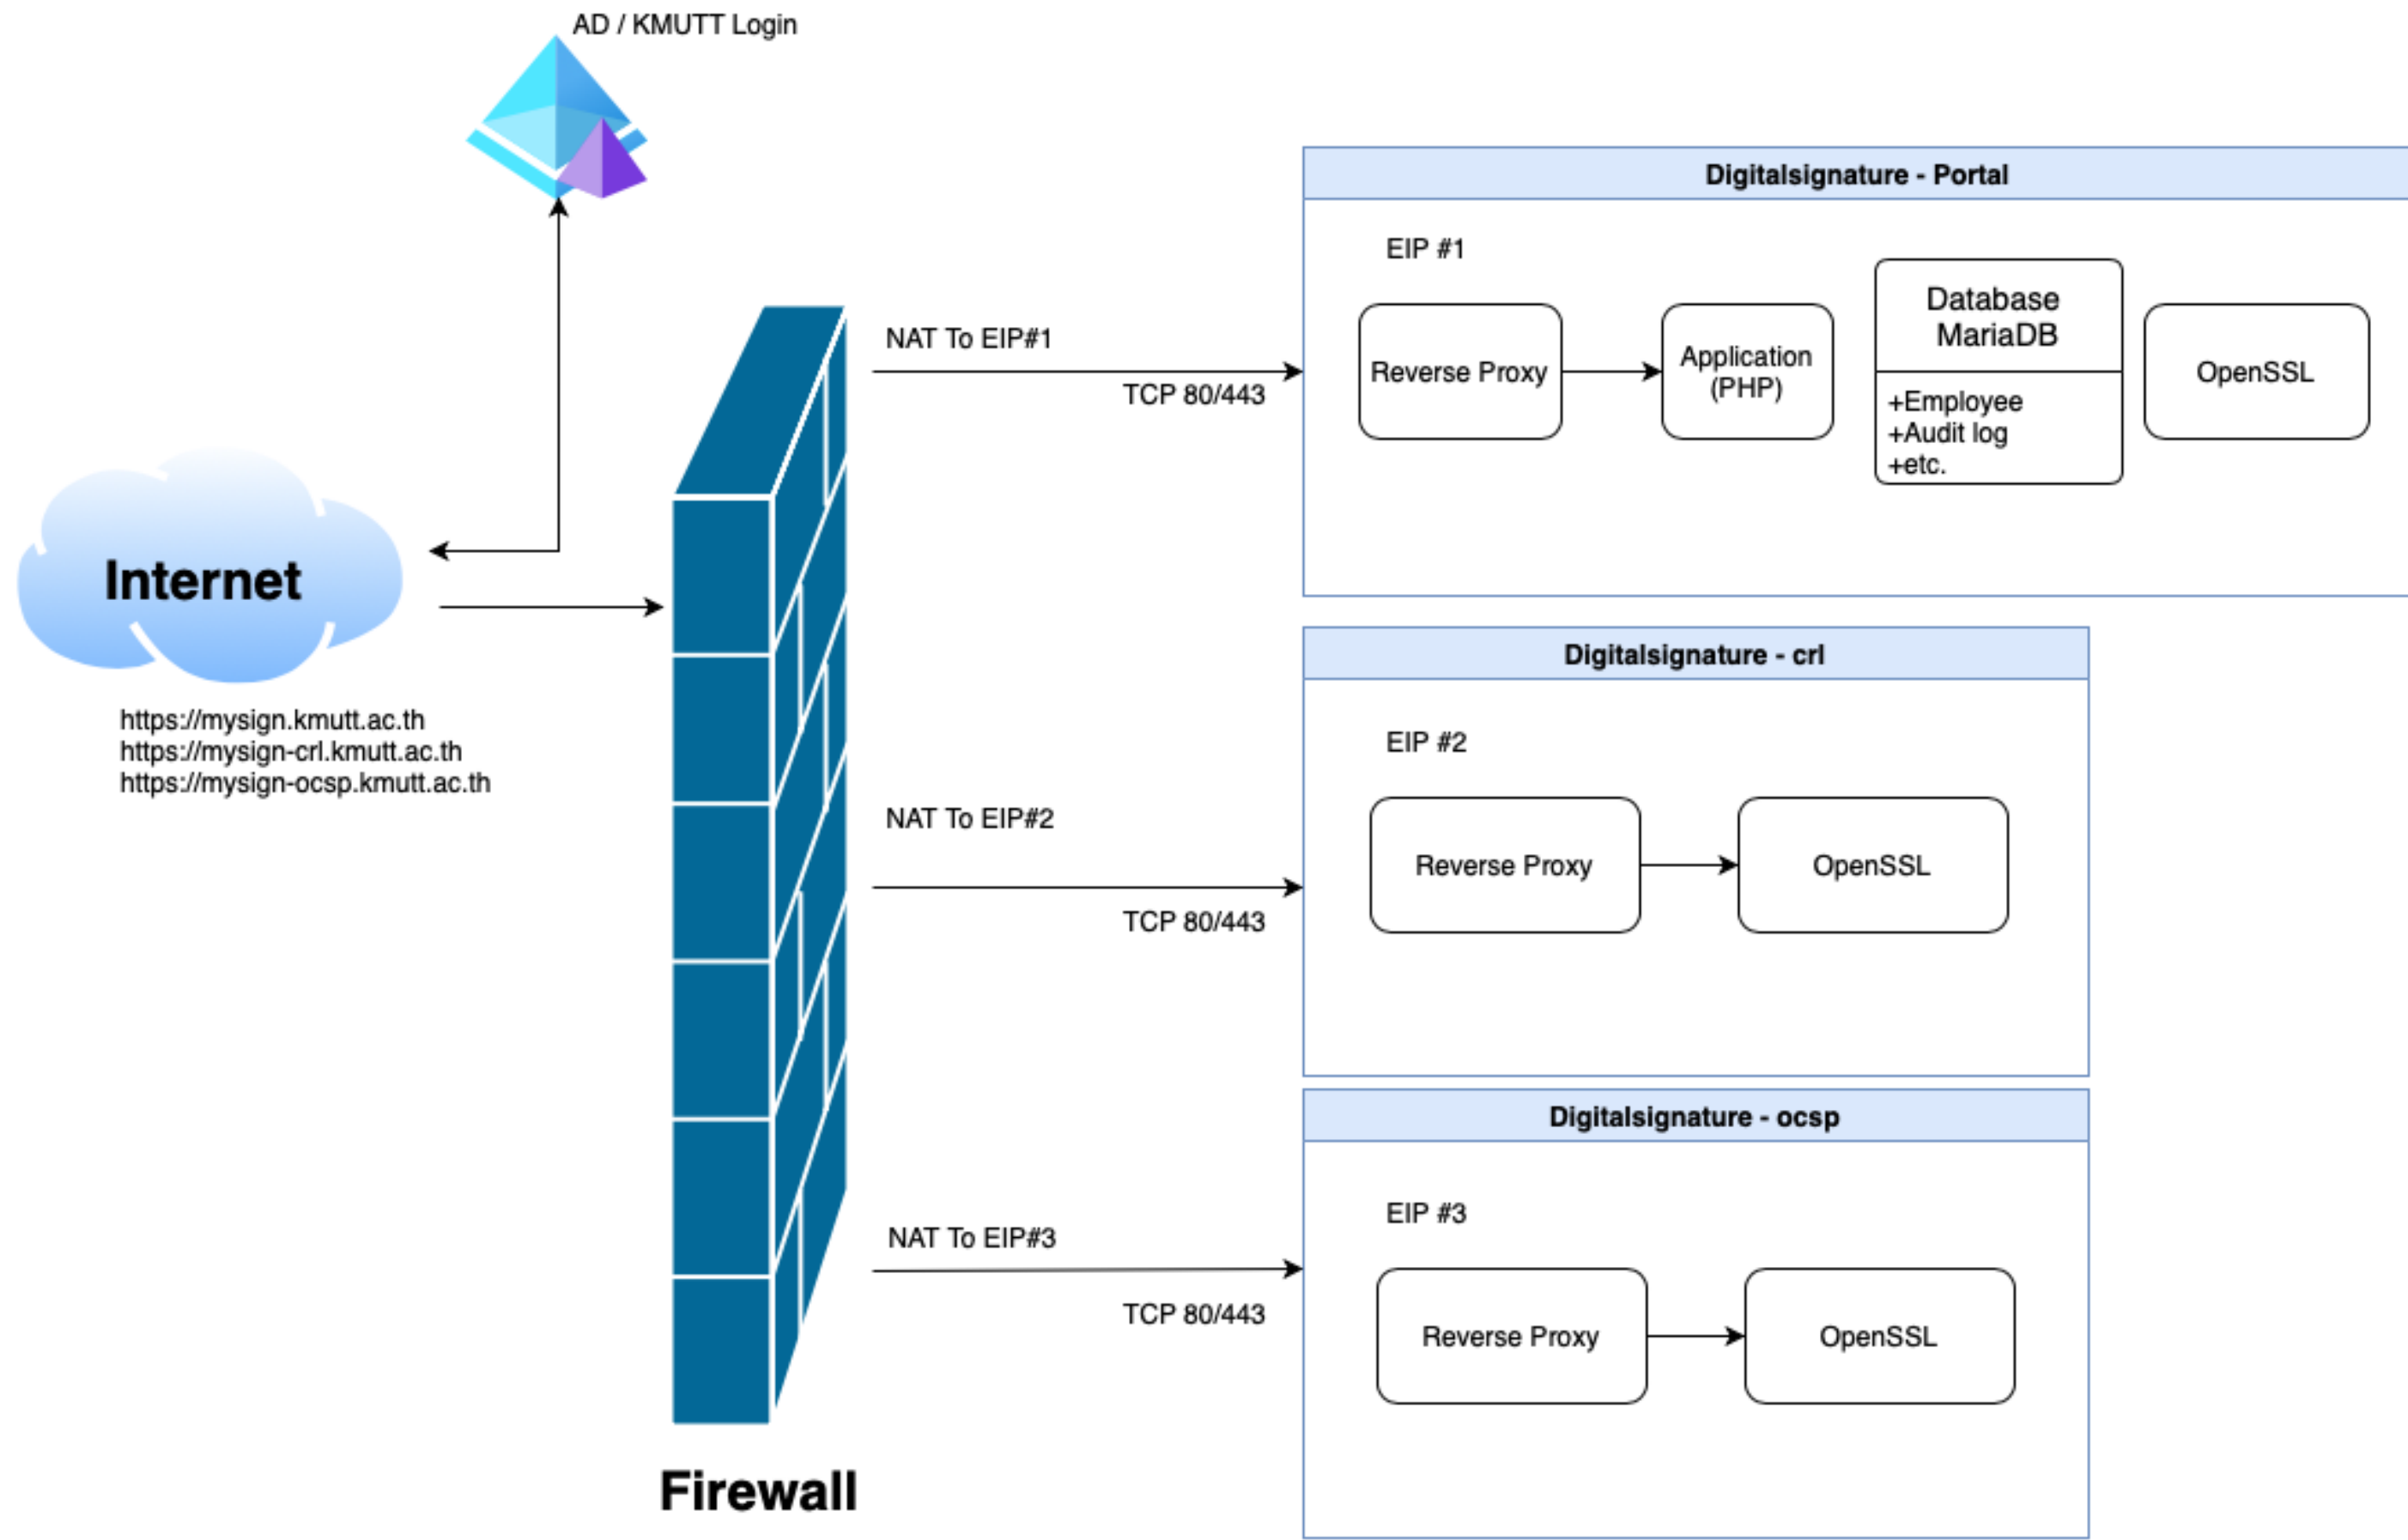 AD / KMUTT Login
Internet
https://mysign.kmutt.ac.th
https://mysign-crl.kmutt.ac.th
https://mysign-ocsp.kmutt.ac.th
Firewall
NAT To EIP#1
TCP 80/443
NAT To EIP#2
TCP 80/443
NAT To EIP#3
TCP 80/443
Digitalsignature - Portal
EIP #1
Reverse Proxy
Application
(PHP)
Database
MariaDB
+Employee
+Audit log
+etc.
OpenSSL
Digitalsignature - crl
EIP #2
Reverse Proxy
OpenSSL
Digitalsignature - ocsp
EIP #3
Reverse Proxy
OpenSSL